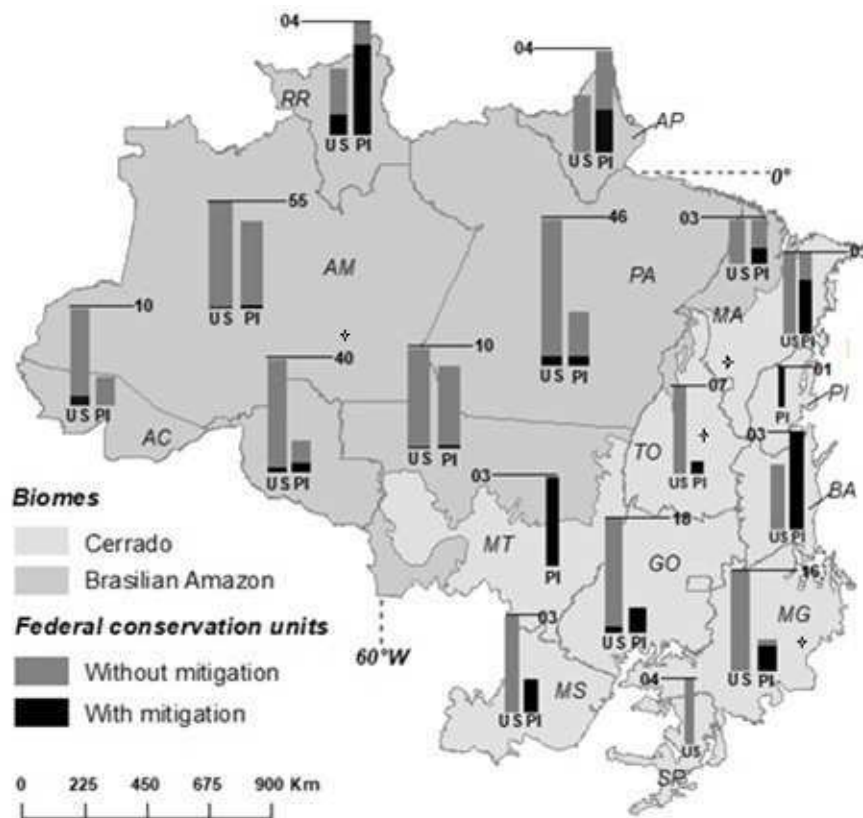 04
04
RR
AP
US PI
US PI
0°
55
46
03
03
AM
PA
MA
US PI
10
US PI
US PI
US PI
40
10
01
PI
07
PI
US PI
03
AC
TO
US PI
US PI
US PI
03
BA
Biomes
Cerrado
MT
18
US PI
Brasilian Amazon
PI
GO
16
MG
Federal conservation units
03
60°W
US PI
Without mitigation
04
US PI
With mitigation
MS
US PI
US
SP
0 225 450 675 900 Km